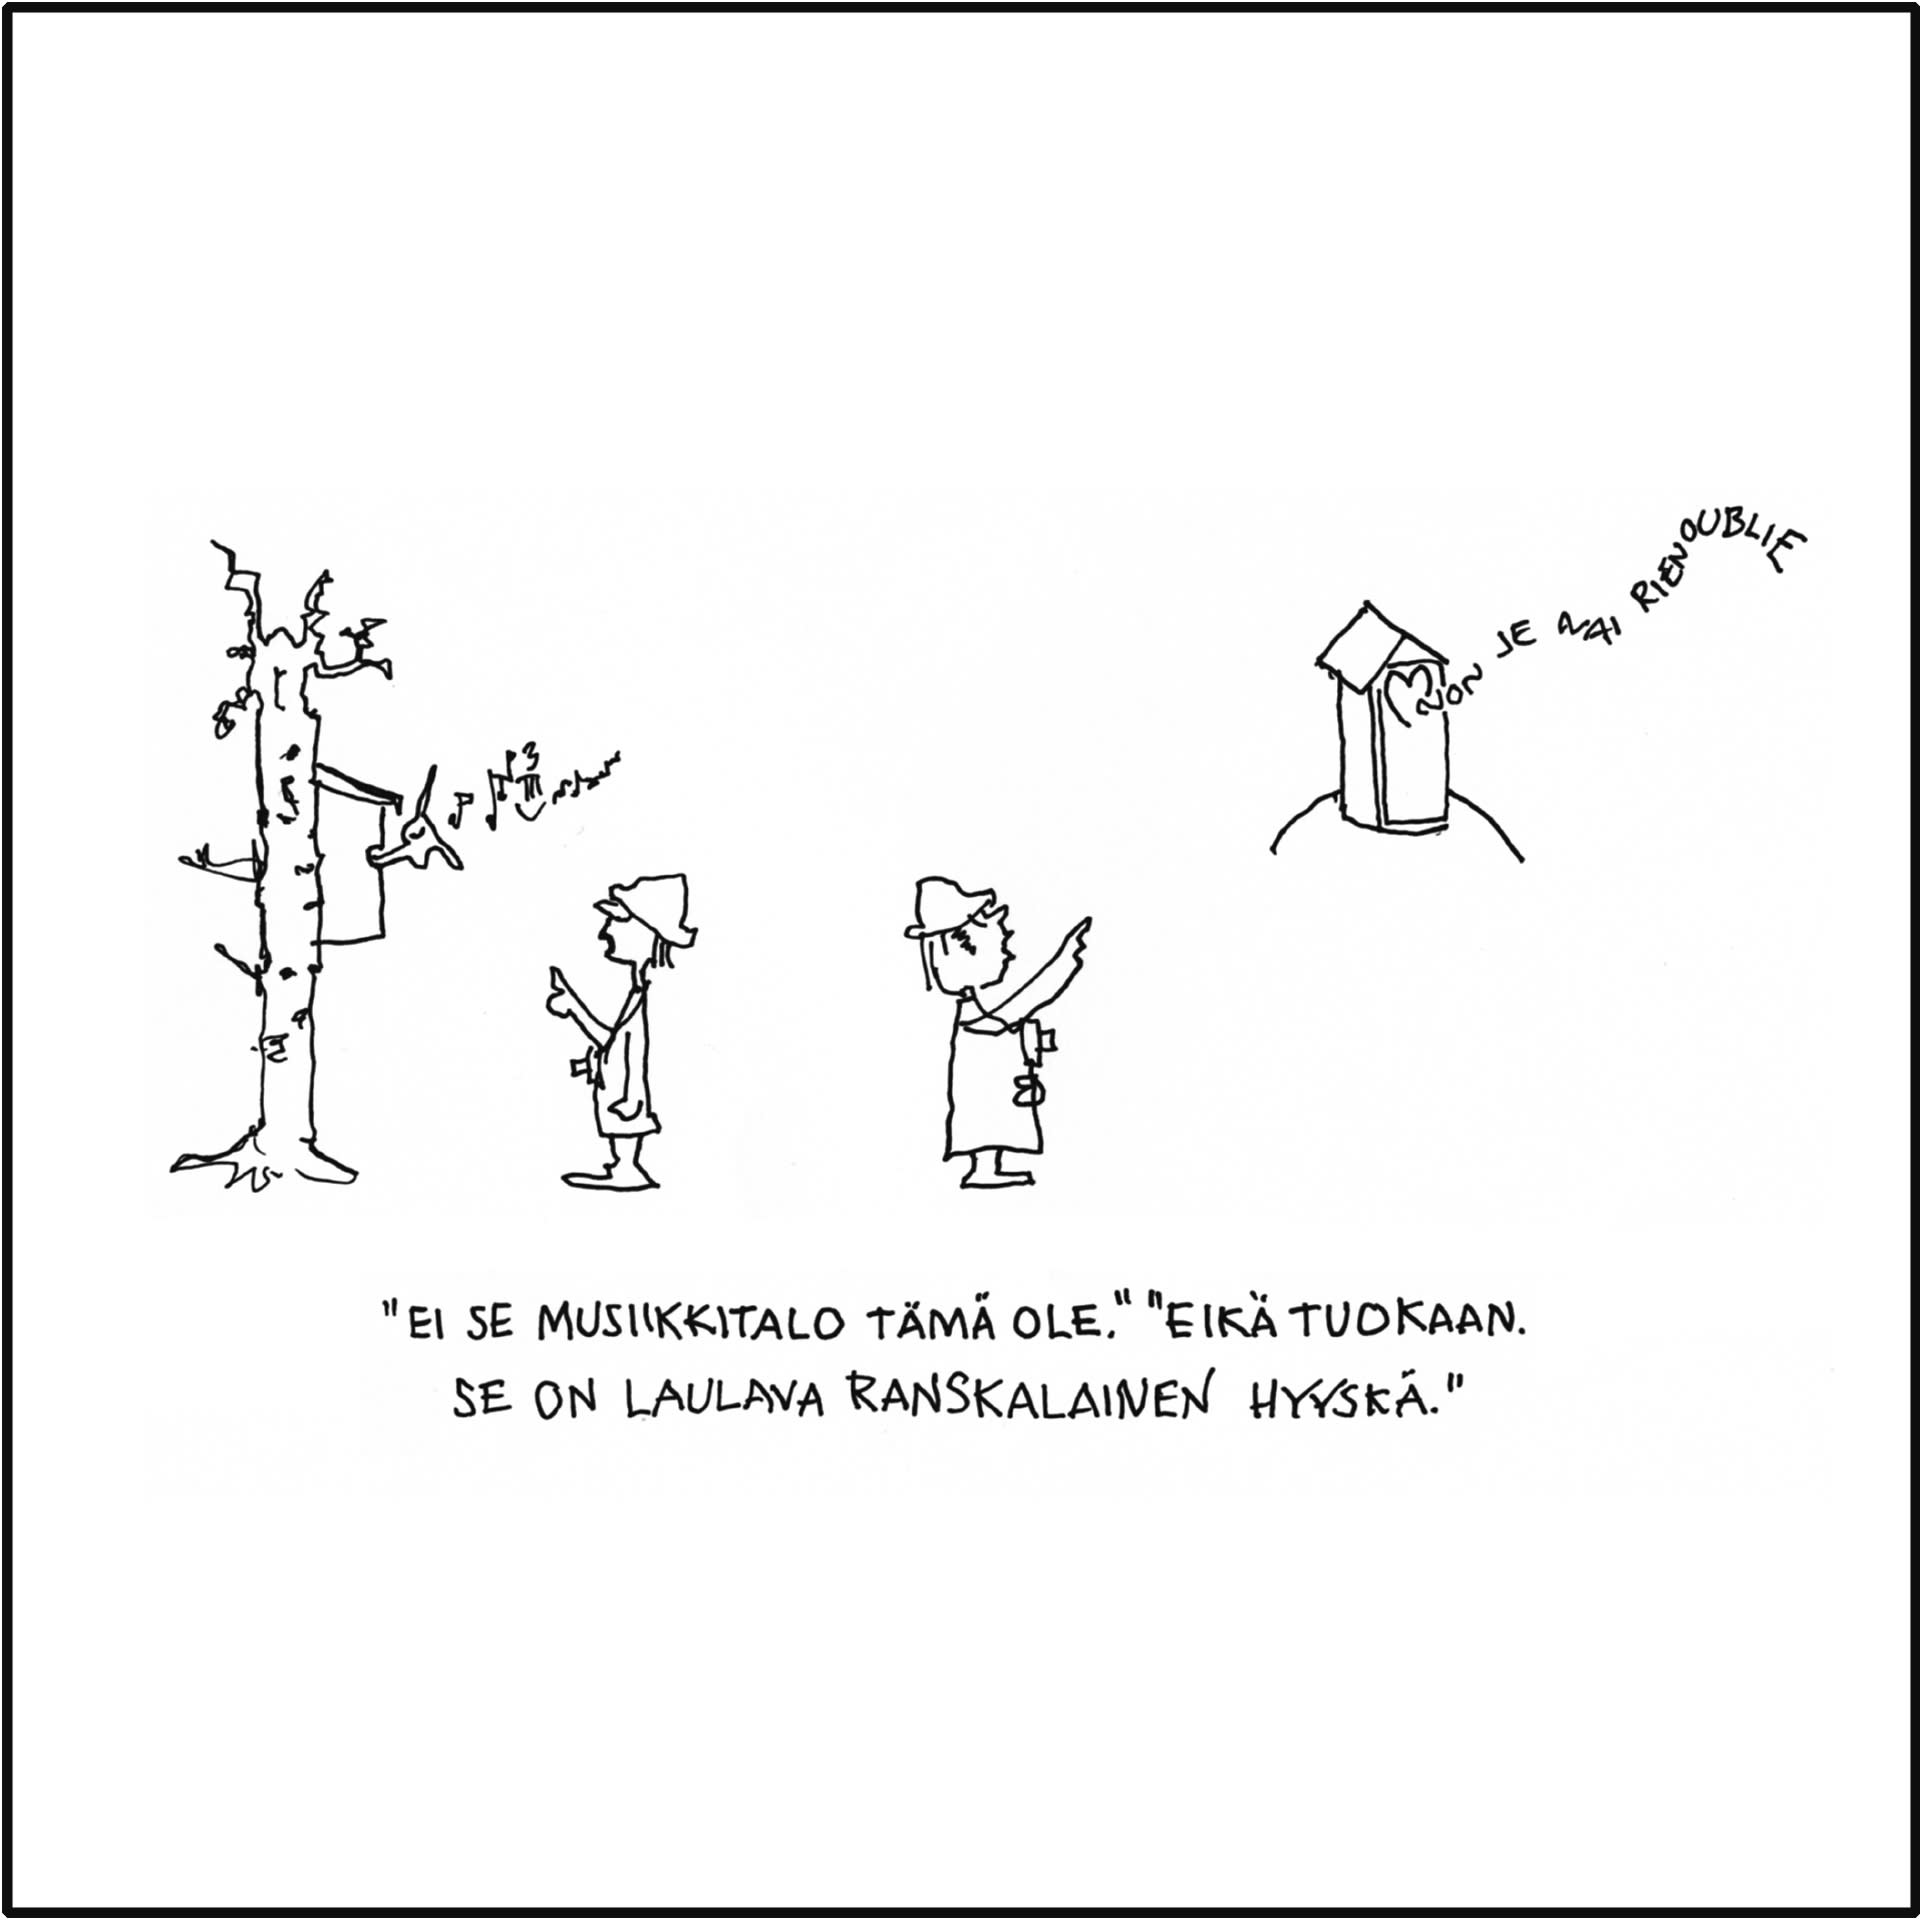 NON JE N'AI RIEN OUBLIE
"EI SE MUSIIKKITALO TÄMÄ OLE." "EIKÄ TUOKAAN.
SE ON LAULAVA RANSKALAINEN HYYSKÄ."